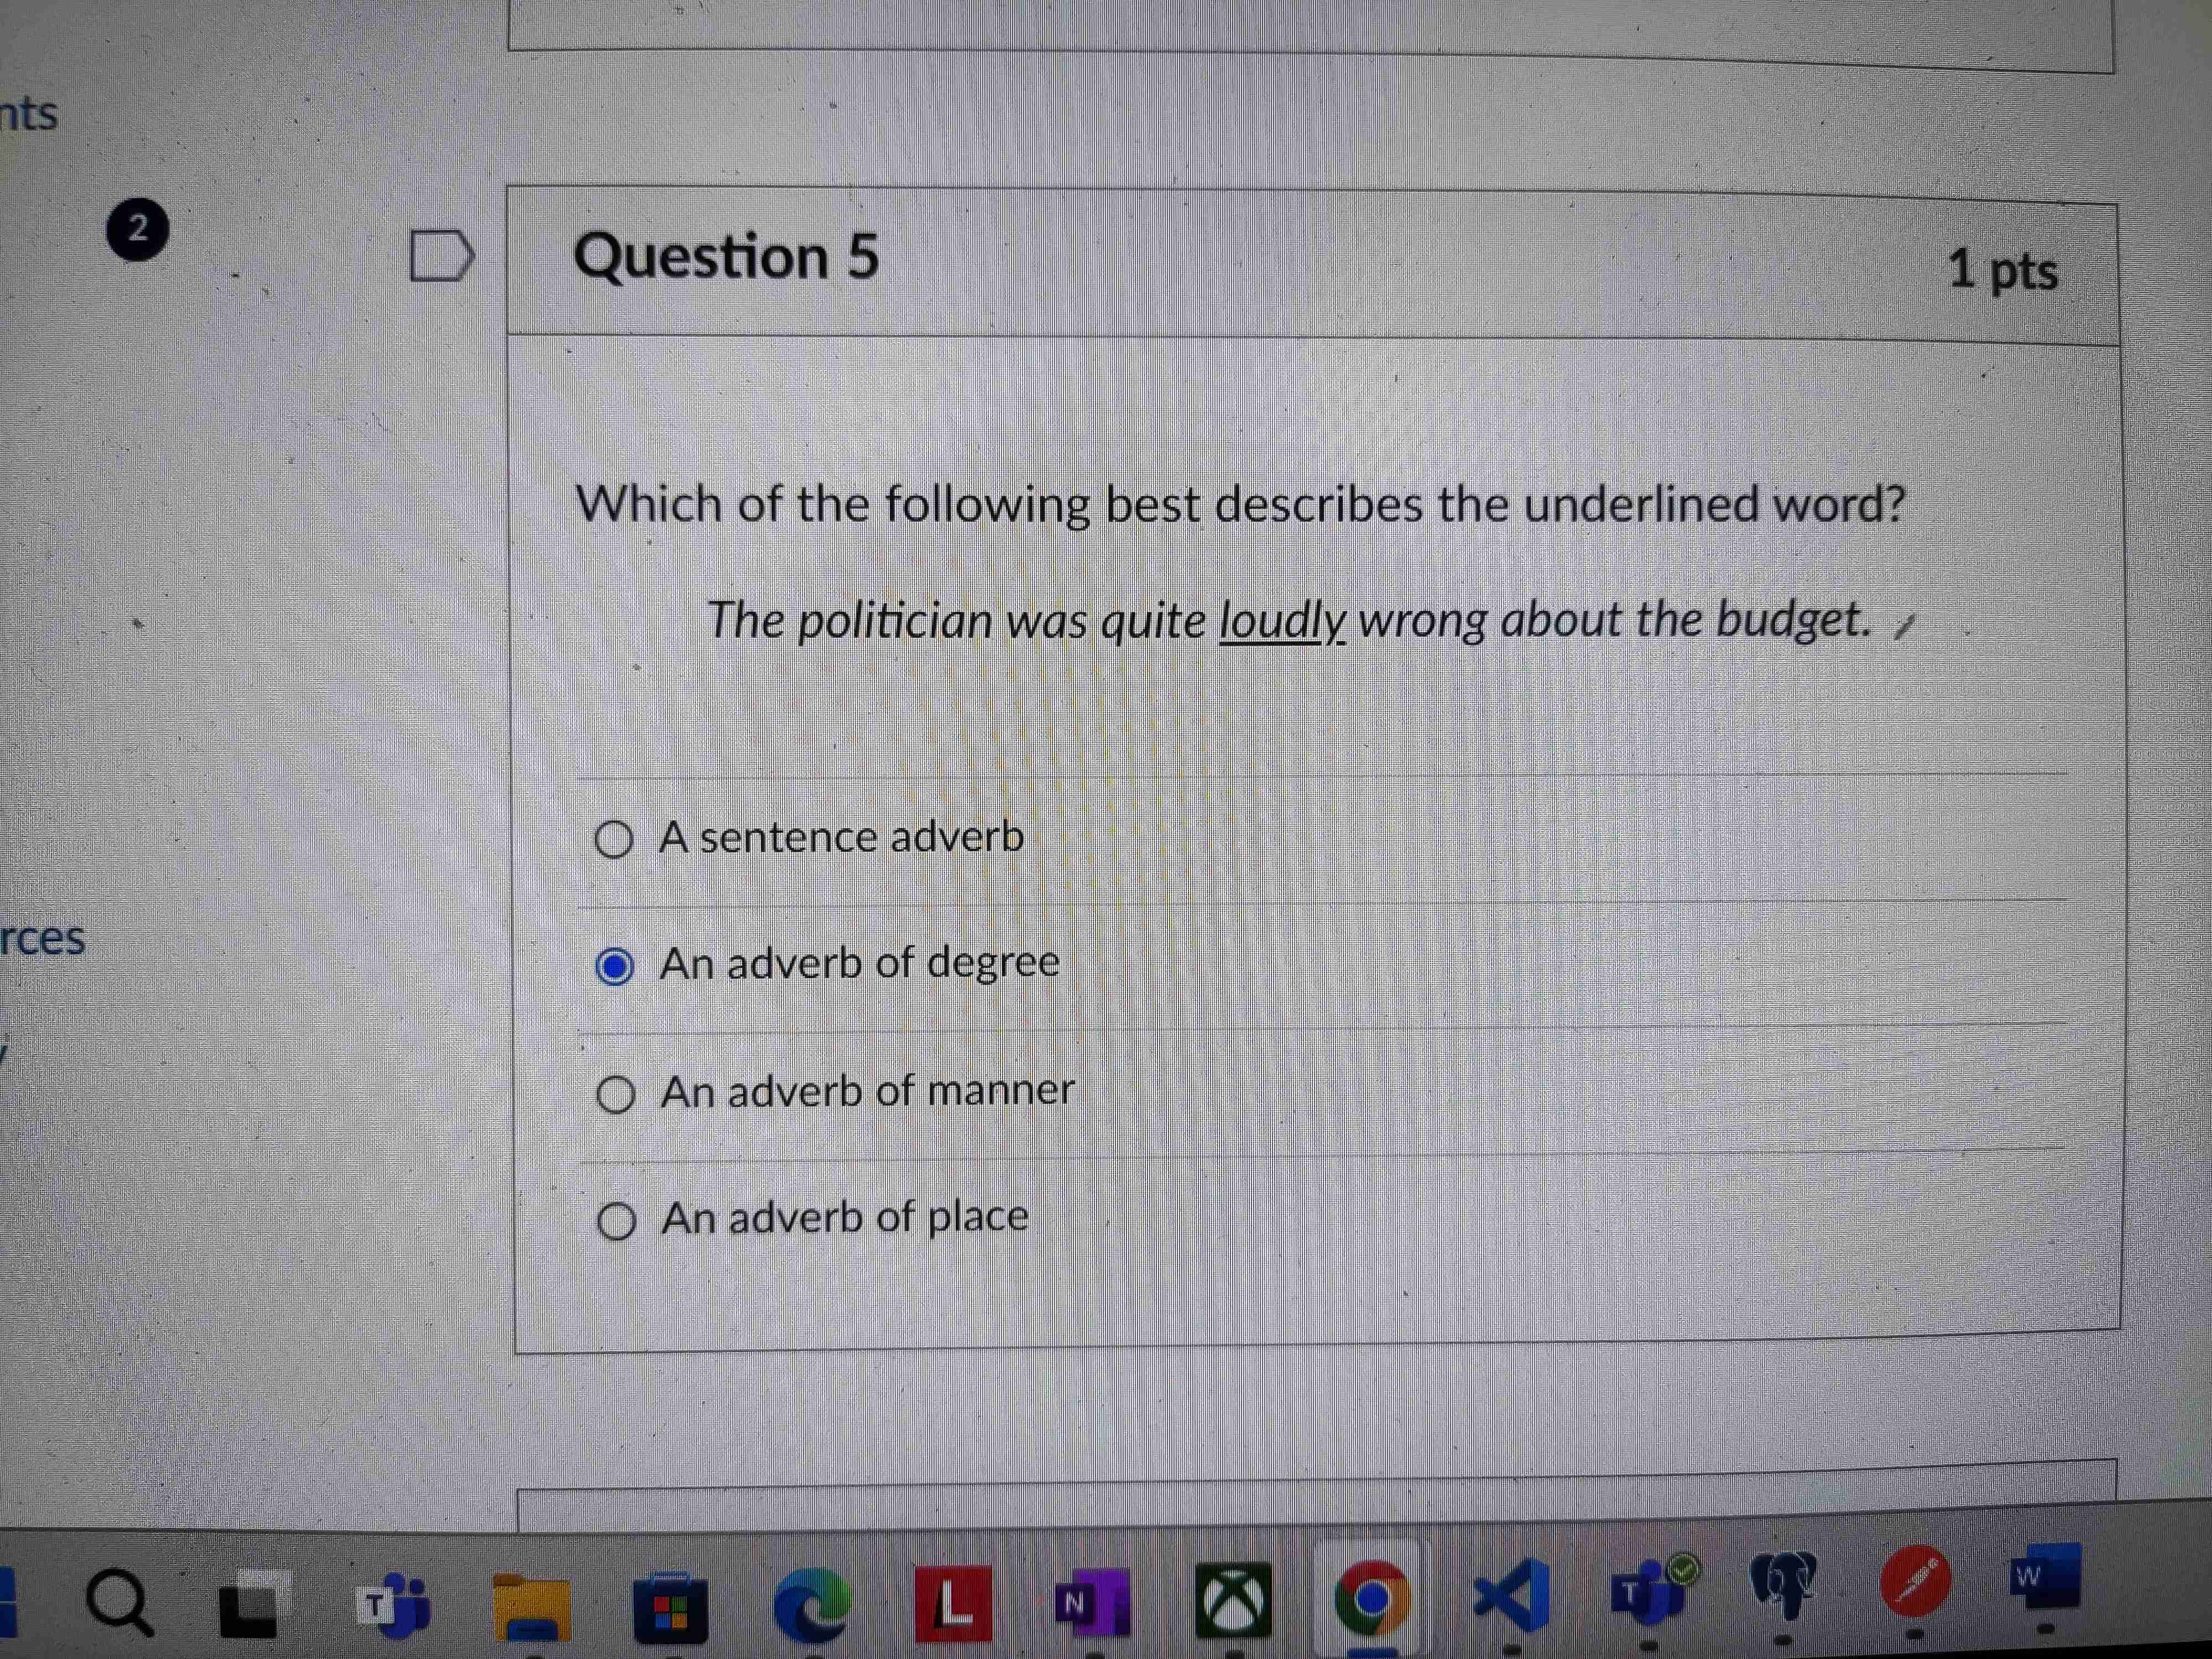 nts
2
Question 5
1 pts
Which of the following best describes the underlined word?
The politician was quite loudly wrong about the budget.
A sentence adverb
An adverb of degree
rces
An adverb of manner
An adverb of place
T
L
N
T
W